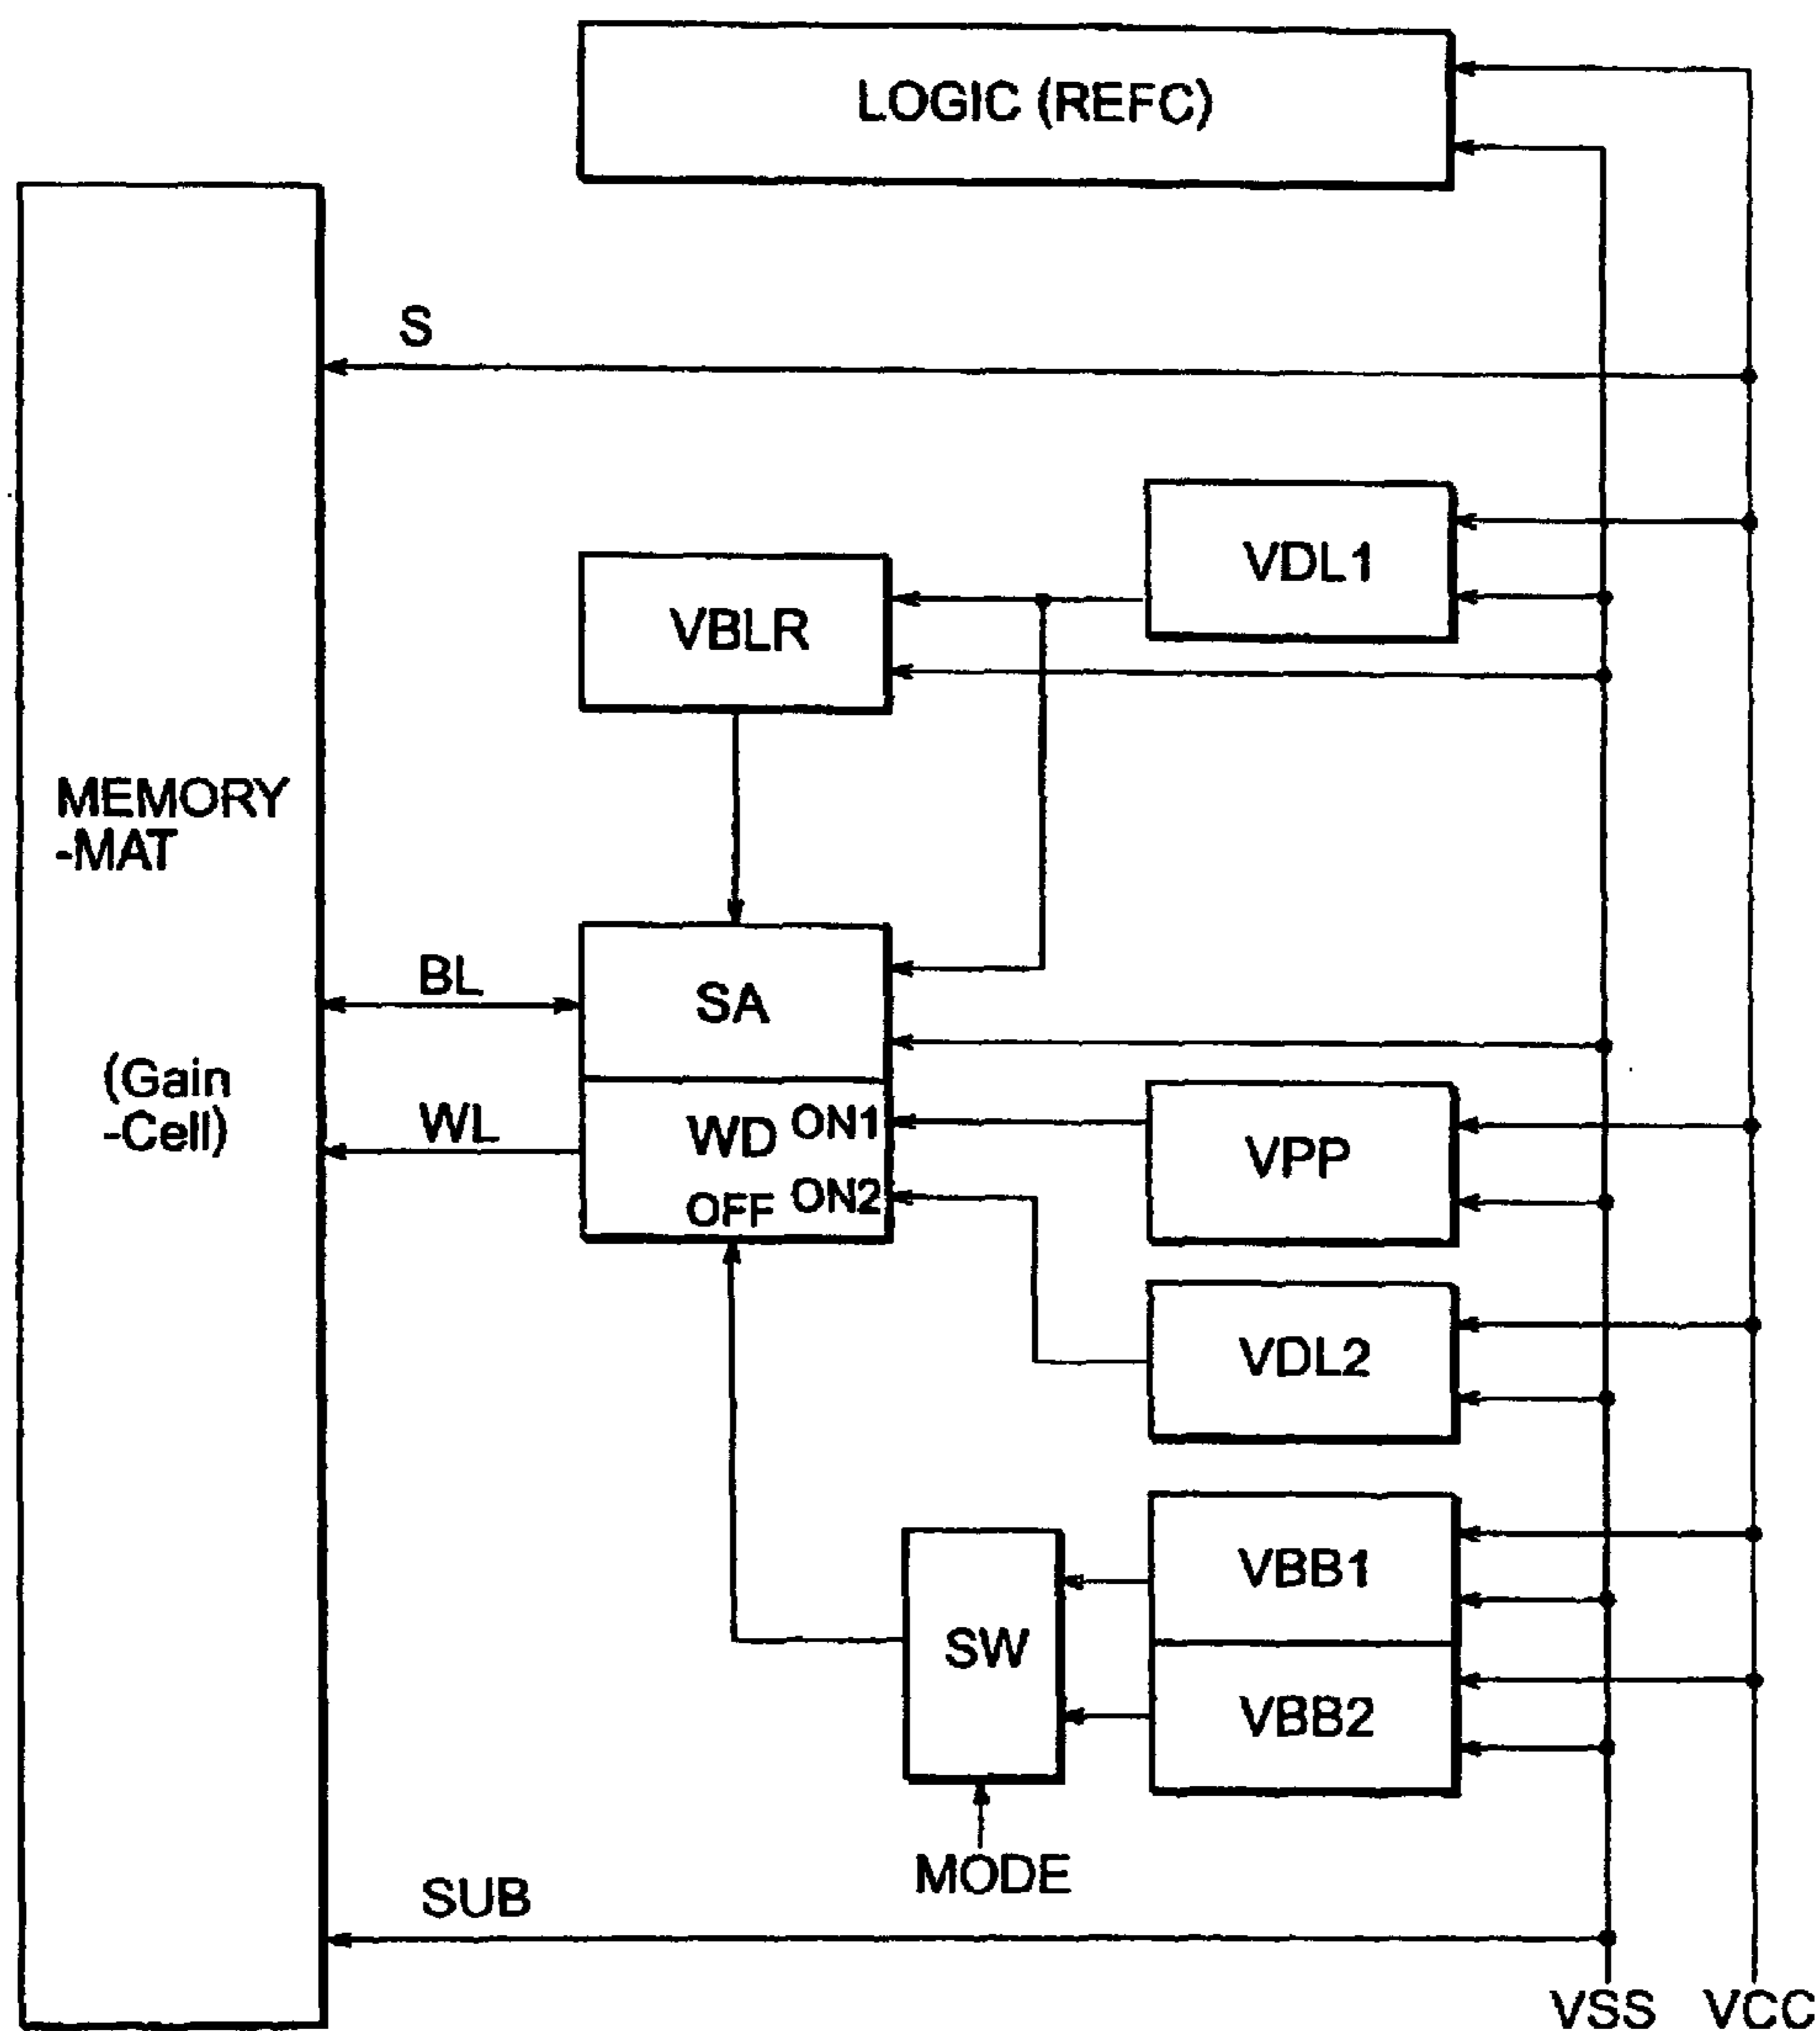 LOGIC (REFC)
S
VDL1
VBLR
MEMORY
-MAT
BL
SA
(Gain
-Cell)
WL
WD
ON1
VPP
OFF
ON2
VDL2
VBB1
SW
VBB2
MODE
SUB
VSS
VCC